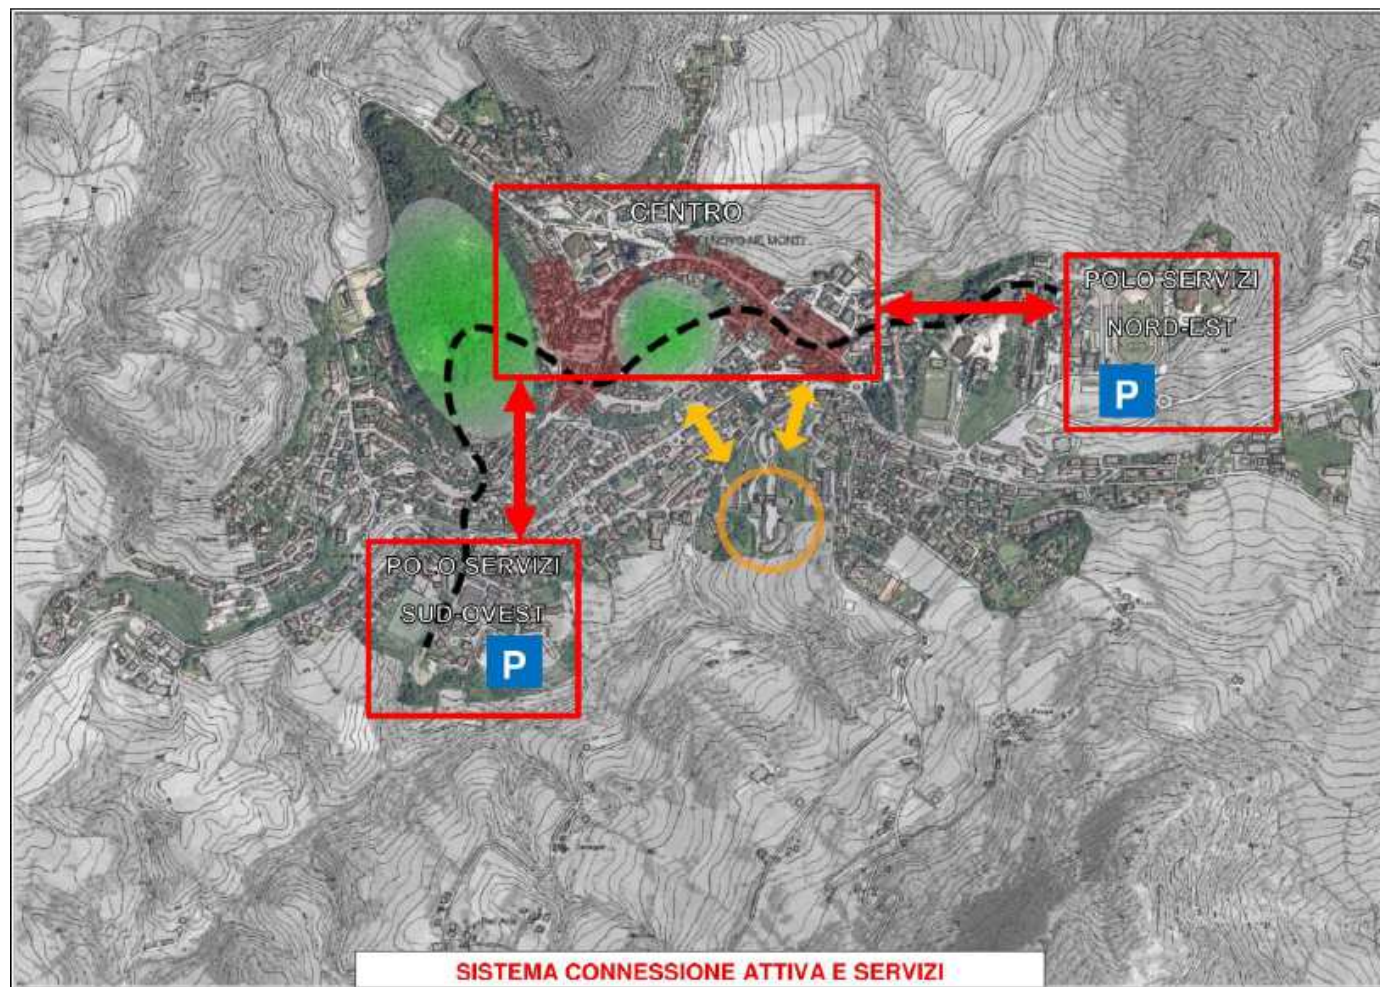 CENTRO
POLO SERVIZI
NORD-EST
P
POLO SERVIZI
SUD-OVEST
P
SISTEMA CONNESSIONE ATTIVA E SERVIZI